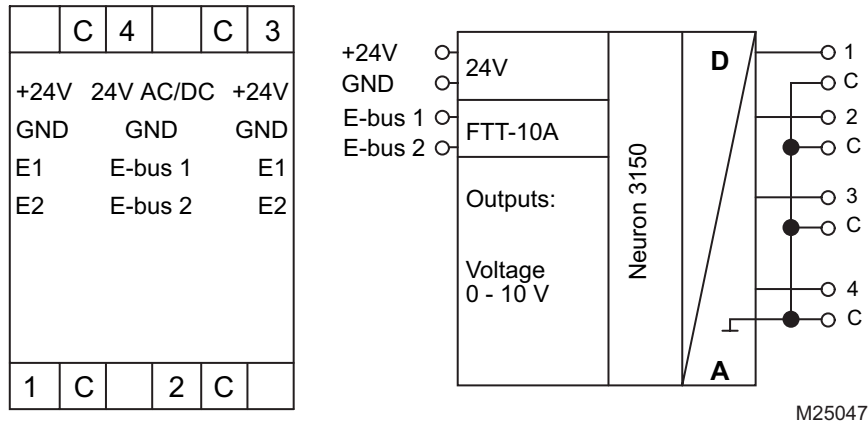 C 4 C 3
+24V 24V AC/DC +24V
GND GND GND
E1 E-bus 1 E1
E2 E-bus 2 E2
1 C 2 C
+24V
GND
E-bus 1
E-bus 2
24V
FTT-10A
Outputs:
Voltage
0 - 10 V
Neuron 3150
D
A
1
C
2
C
3
C
4
C
M25047